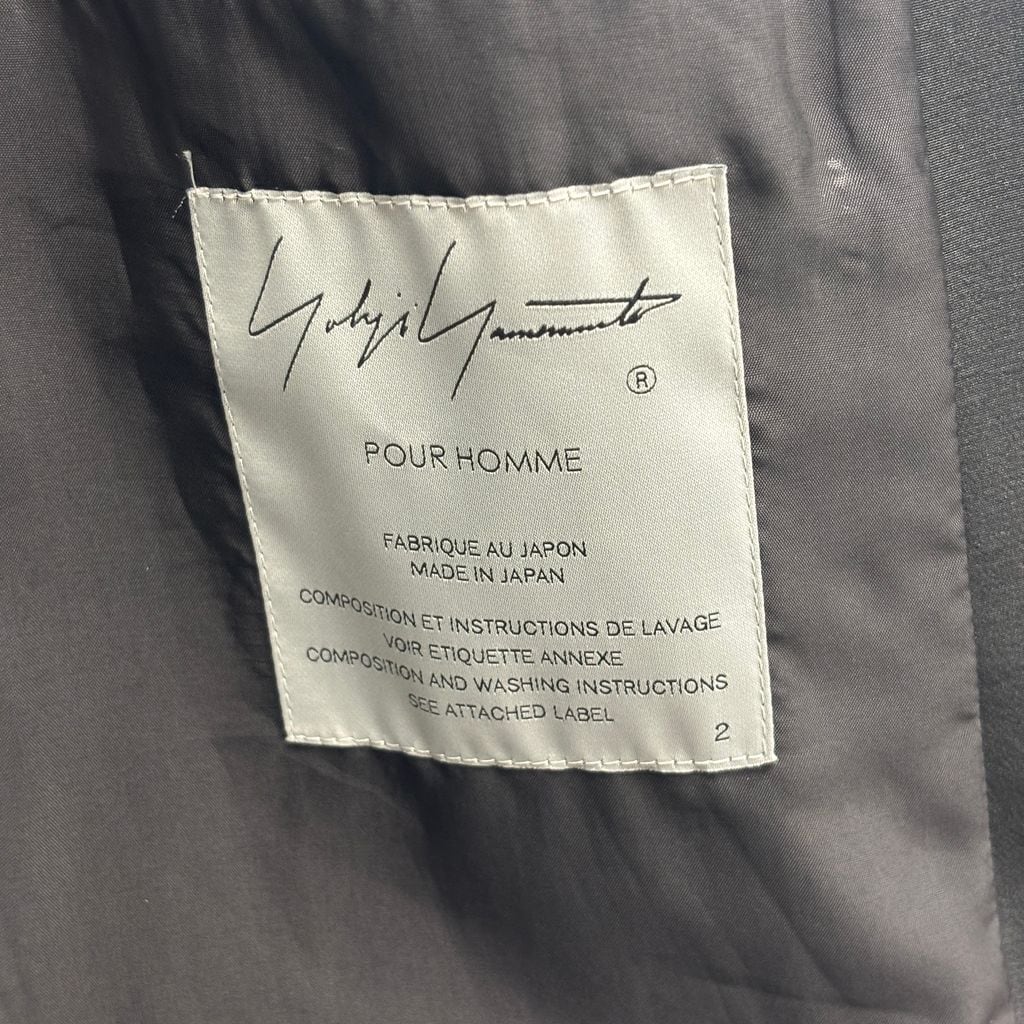 Yohji Yamamoto
®
POUR HOMME
FABRIQUE AU JAPON
MADE IN JAPAN
COMPOSITION ET INSTRUCTIONS DE LAVAGE
VOIR ETIQUETTE ANNEXE
COMPOSITION AND WASHING INSTRUCTIONS
SEE ATTACHED LABEL
2